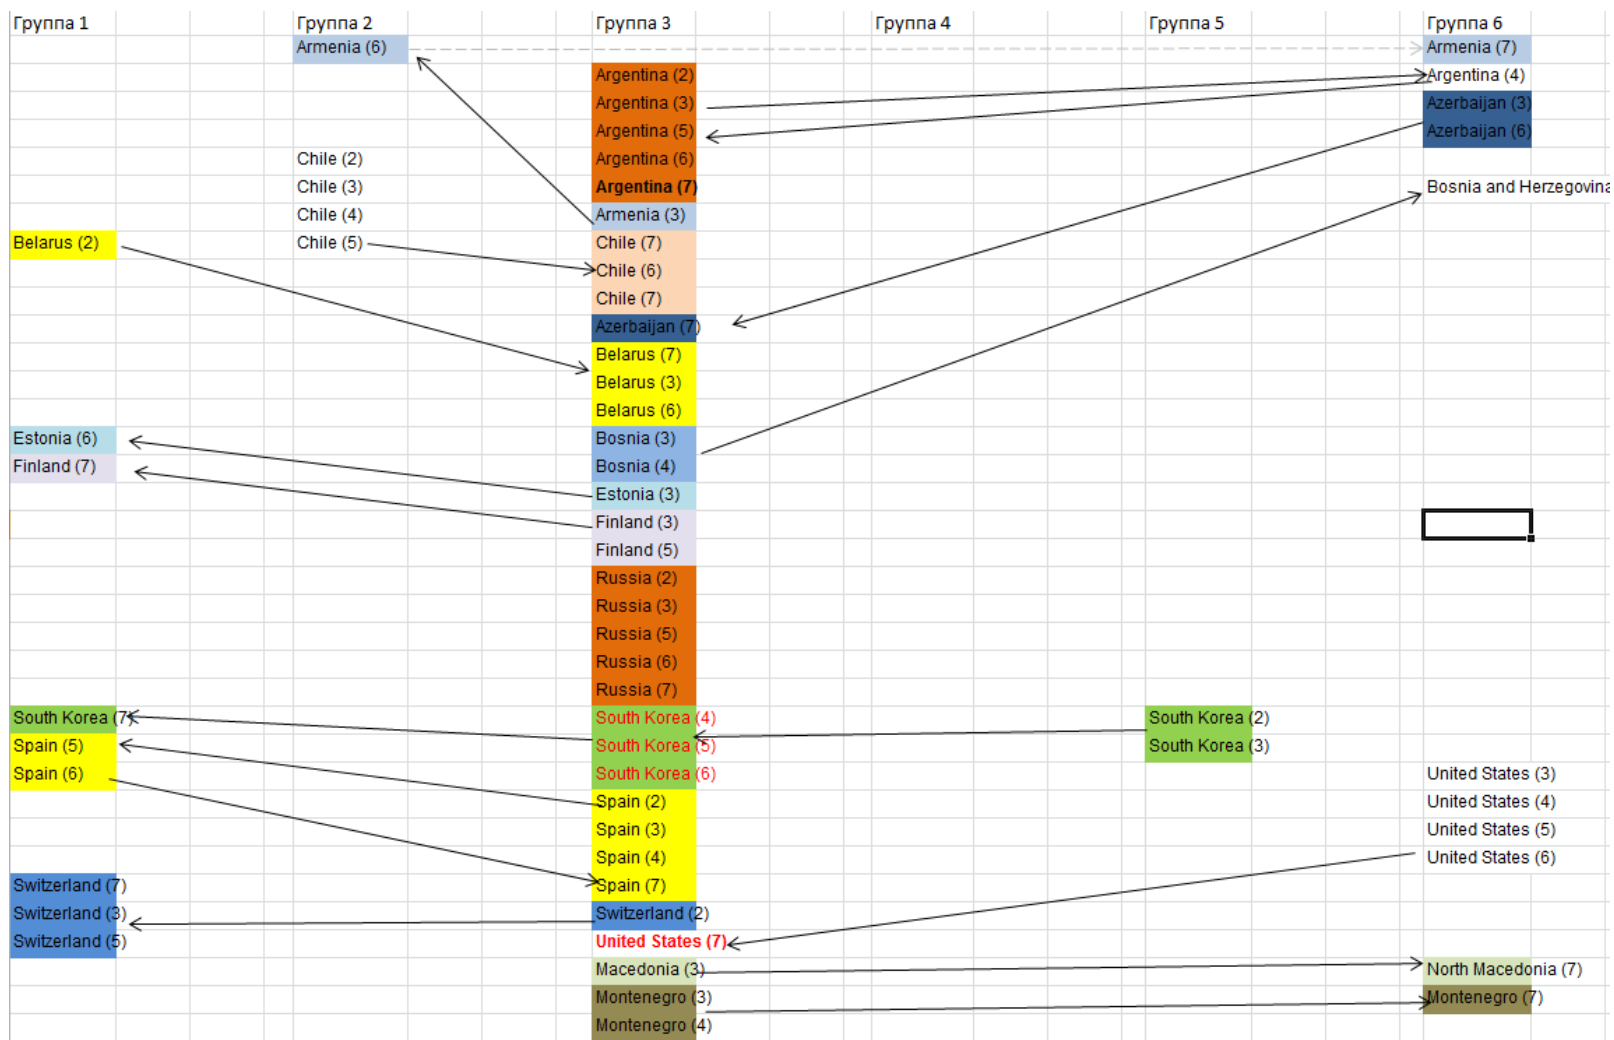 Группа 1 Группа 2 Группа 3 Группа 4 Группа 5 Группа 6
Armenia (6) Armenia (7)
Argentina (2) Argentina (4)
Argentina (3) Azerbaijan (3)
Argentina (5) Azerbaijan (6)
Chile (2) Argentina (6)
Chile (3) Argentina (7) Bosnia and Herzegovina
Chile (4) Armenia (3)
Belarus (2) Chile (5) Chile (7)
Chile (6)
Chile (7)
Azerbaijan (7)
Belarus (7)
Belarus (3)
Belarus (6)
Estonia (6) Bosnia (3)
Finland (7) Bosnia (4)
Estonia (3)
Finland (3)
Finland (5)
Russia (2)
Russia (3)
Russia (5)
Russia (6)
Russia (7)
South Korea (7) South Korea (4) South Korea (2)
Spain (5) South Korea (5) South Korea (3)
Spain (6) South Korea (6) United States (3)
Spain (2) United States (4)
Spain (3) United States (5)
Spain (4) United States (6)
Switzerland (7) Spain (7)
Switzerland (3) Switzerland (2)
Switzerland (5) United States (7)
Macedonia (3) North Macedonia (7)
Montenegro (3) Montenegro (7)
Montenegro (4)